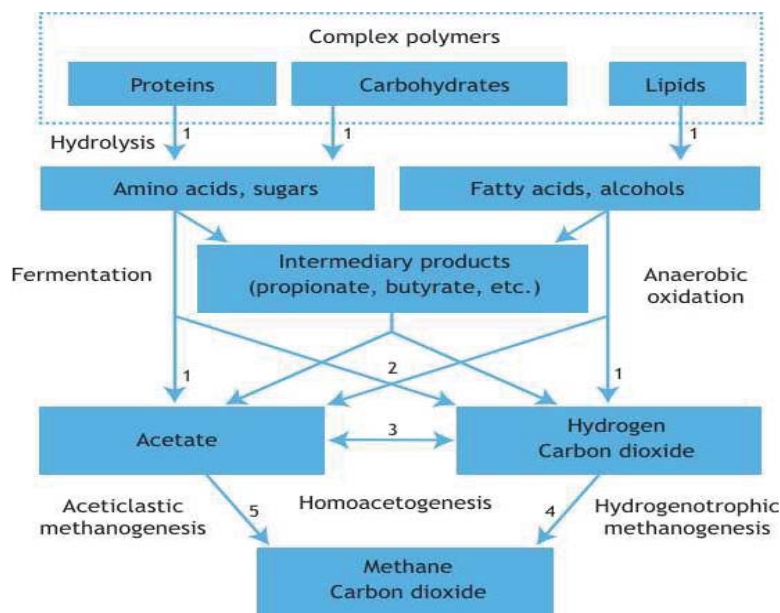 Complex polymers
Proteins
Carbohydrates
Lipids
1
1
1
Hydrolysis
Amino acids, sugars
Fatty acids, alcohols
Fermentation
Intermediary products
(propionate, butyrate, etc.)
Anaerobic
oxidation
1
2
1
Acetate
3
Hydrogen
Carbon dioxide
Aceticlastic
methanogenesis
5
Homoacetogenesis
4
Hydrogenotrophic
methanogenesis
Methane
Carbon dioxide